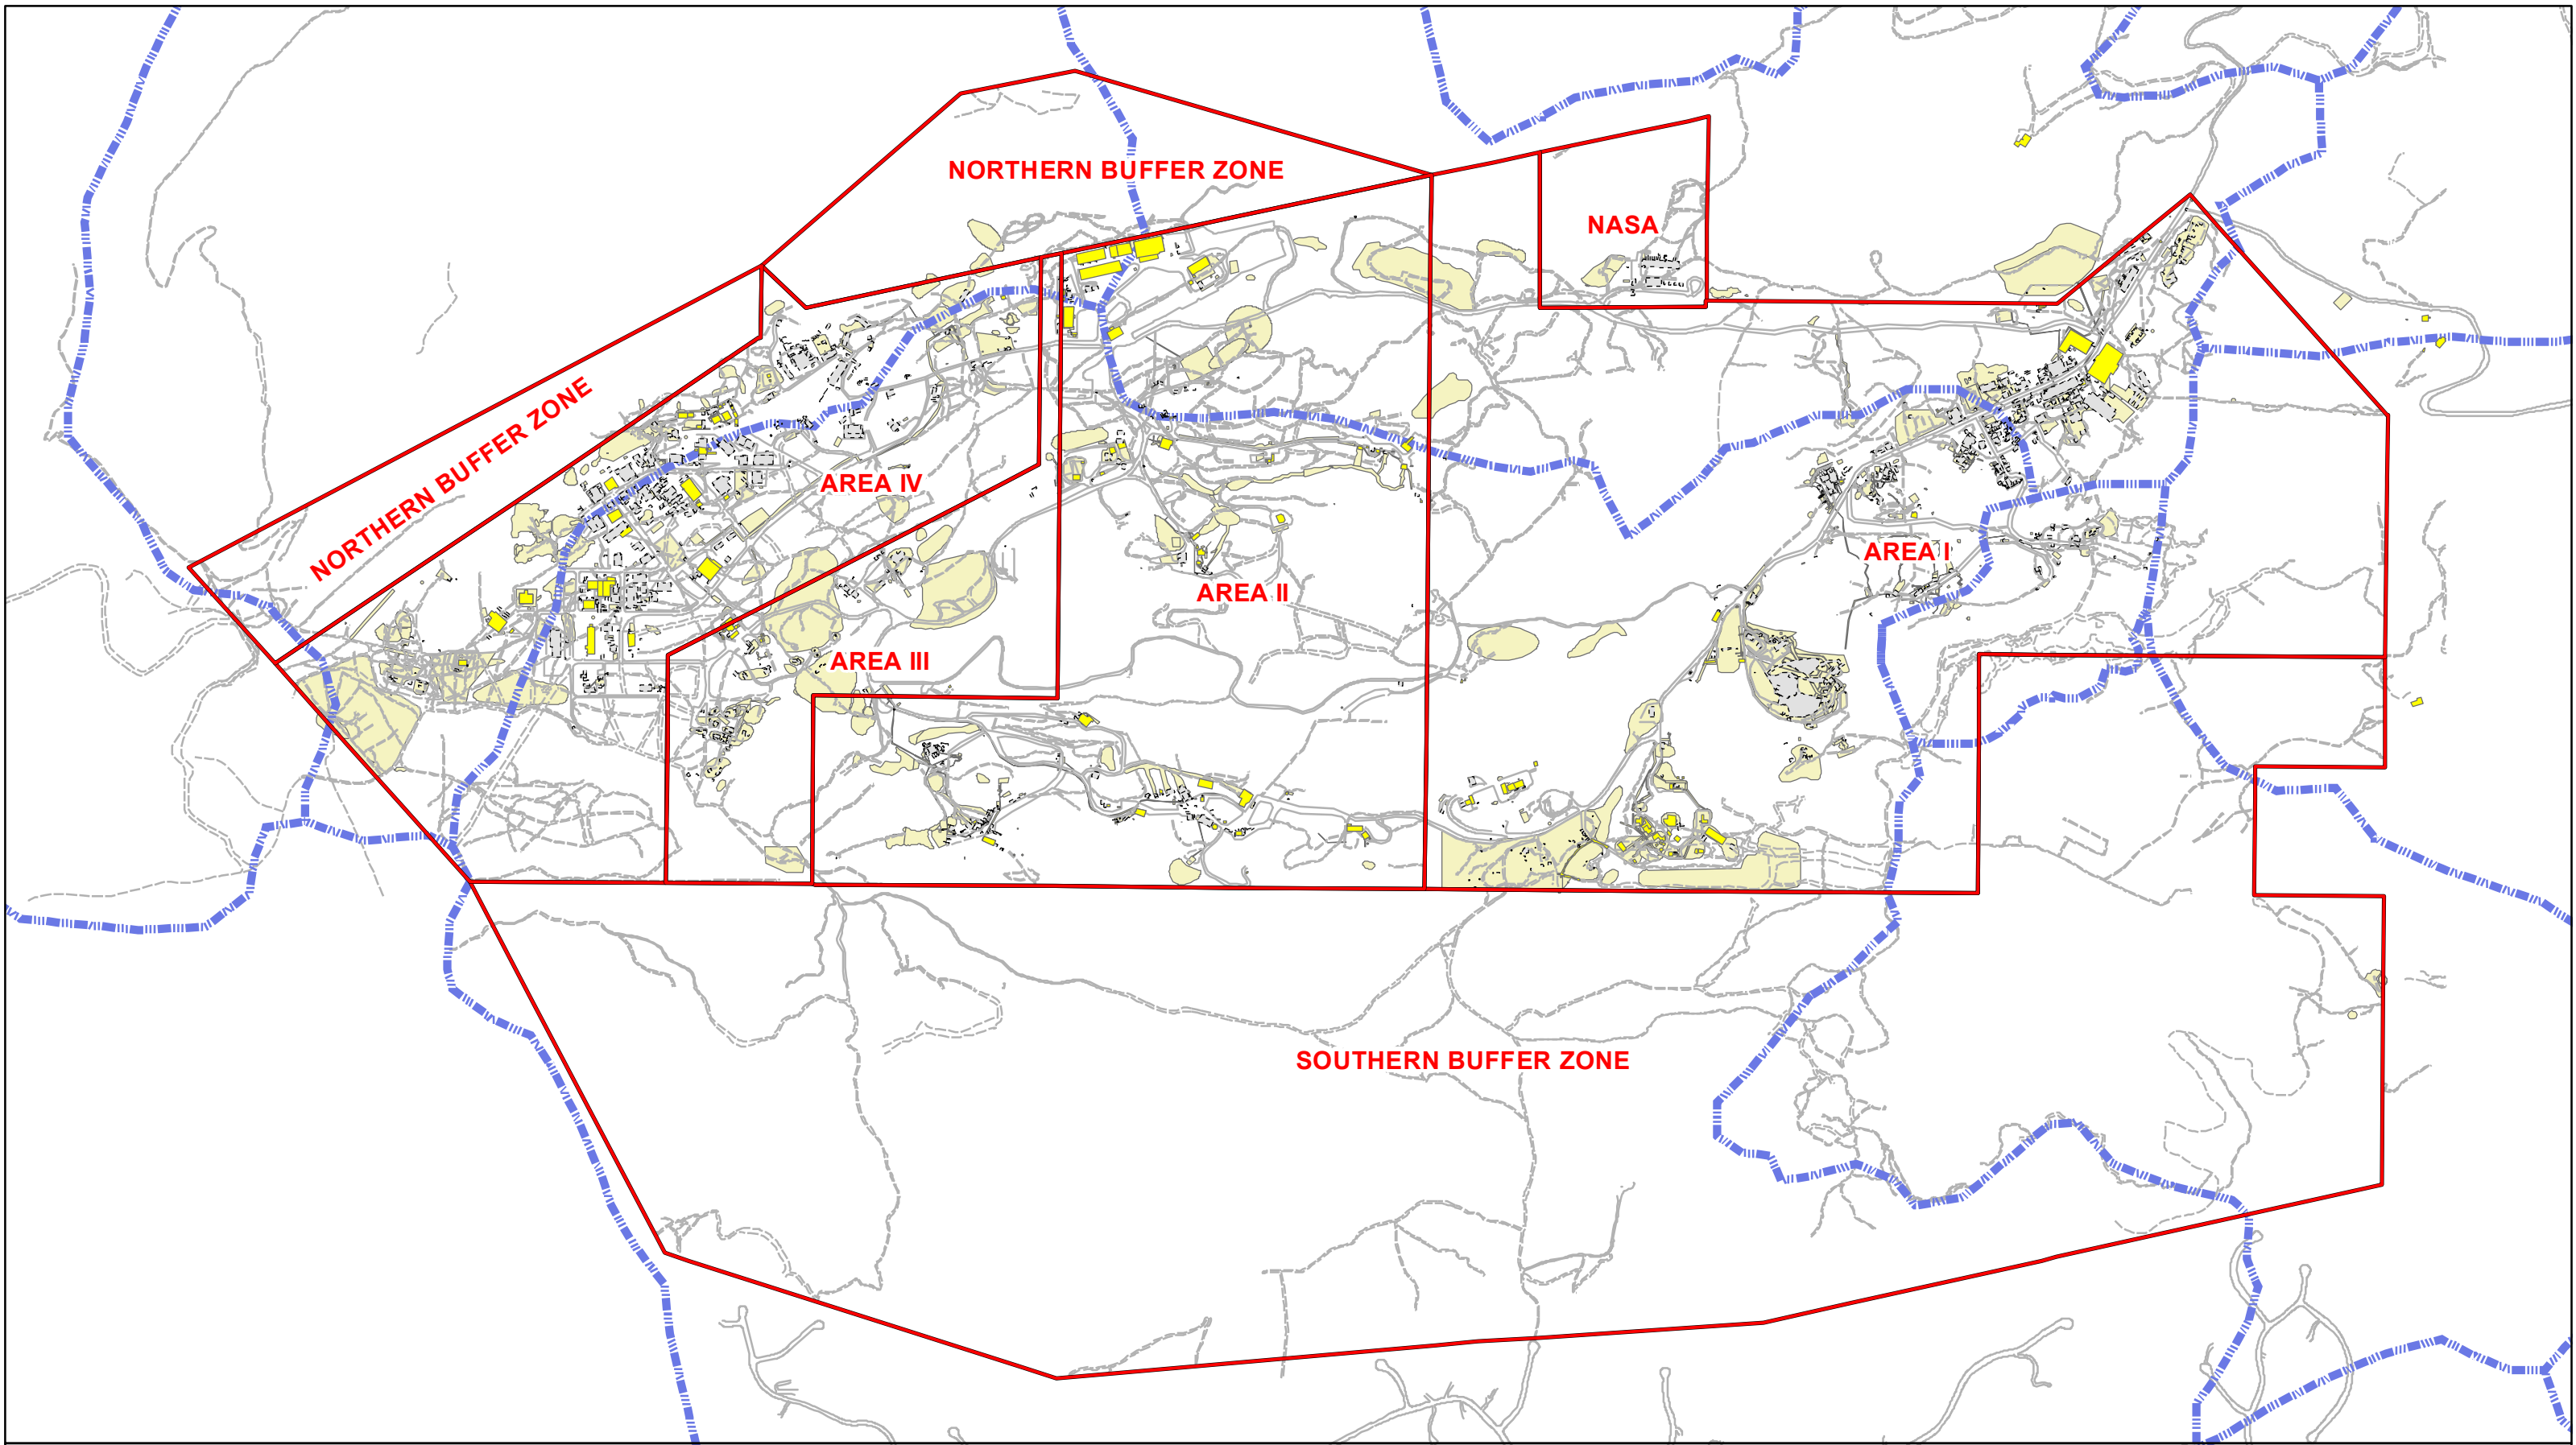 NORTHERN BUFFER ZONE
NASA
NORTHERN BUFFER ZONE
AREA IV
AREA I
AREA II
AREA III
SOUTHERN BUFFER ZONE